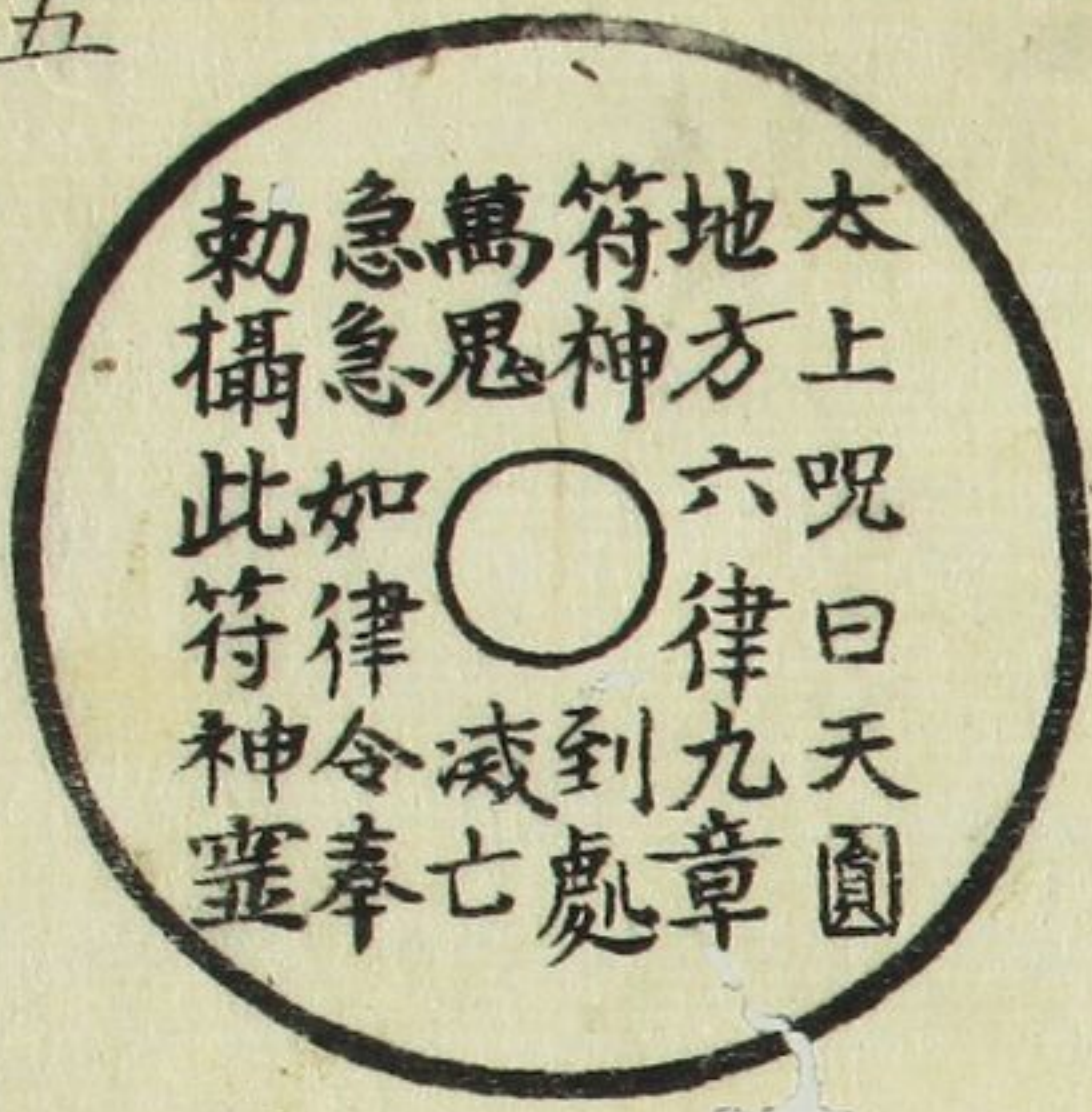 五
太上呪曰天圓
地方六律九章
符神到處
萬鬼滅亡
急急如律令奉
勅攝此符神霊